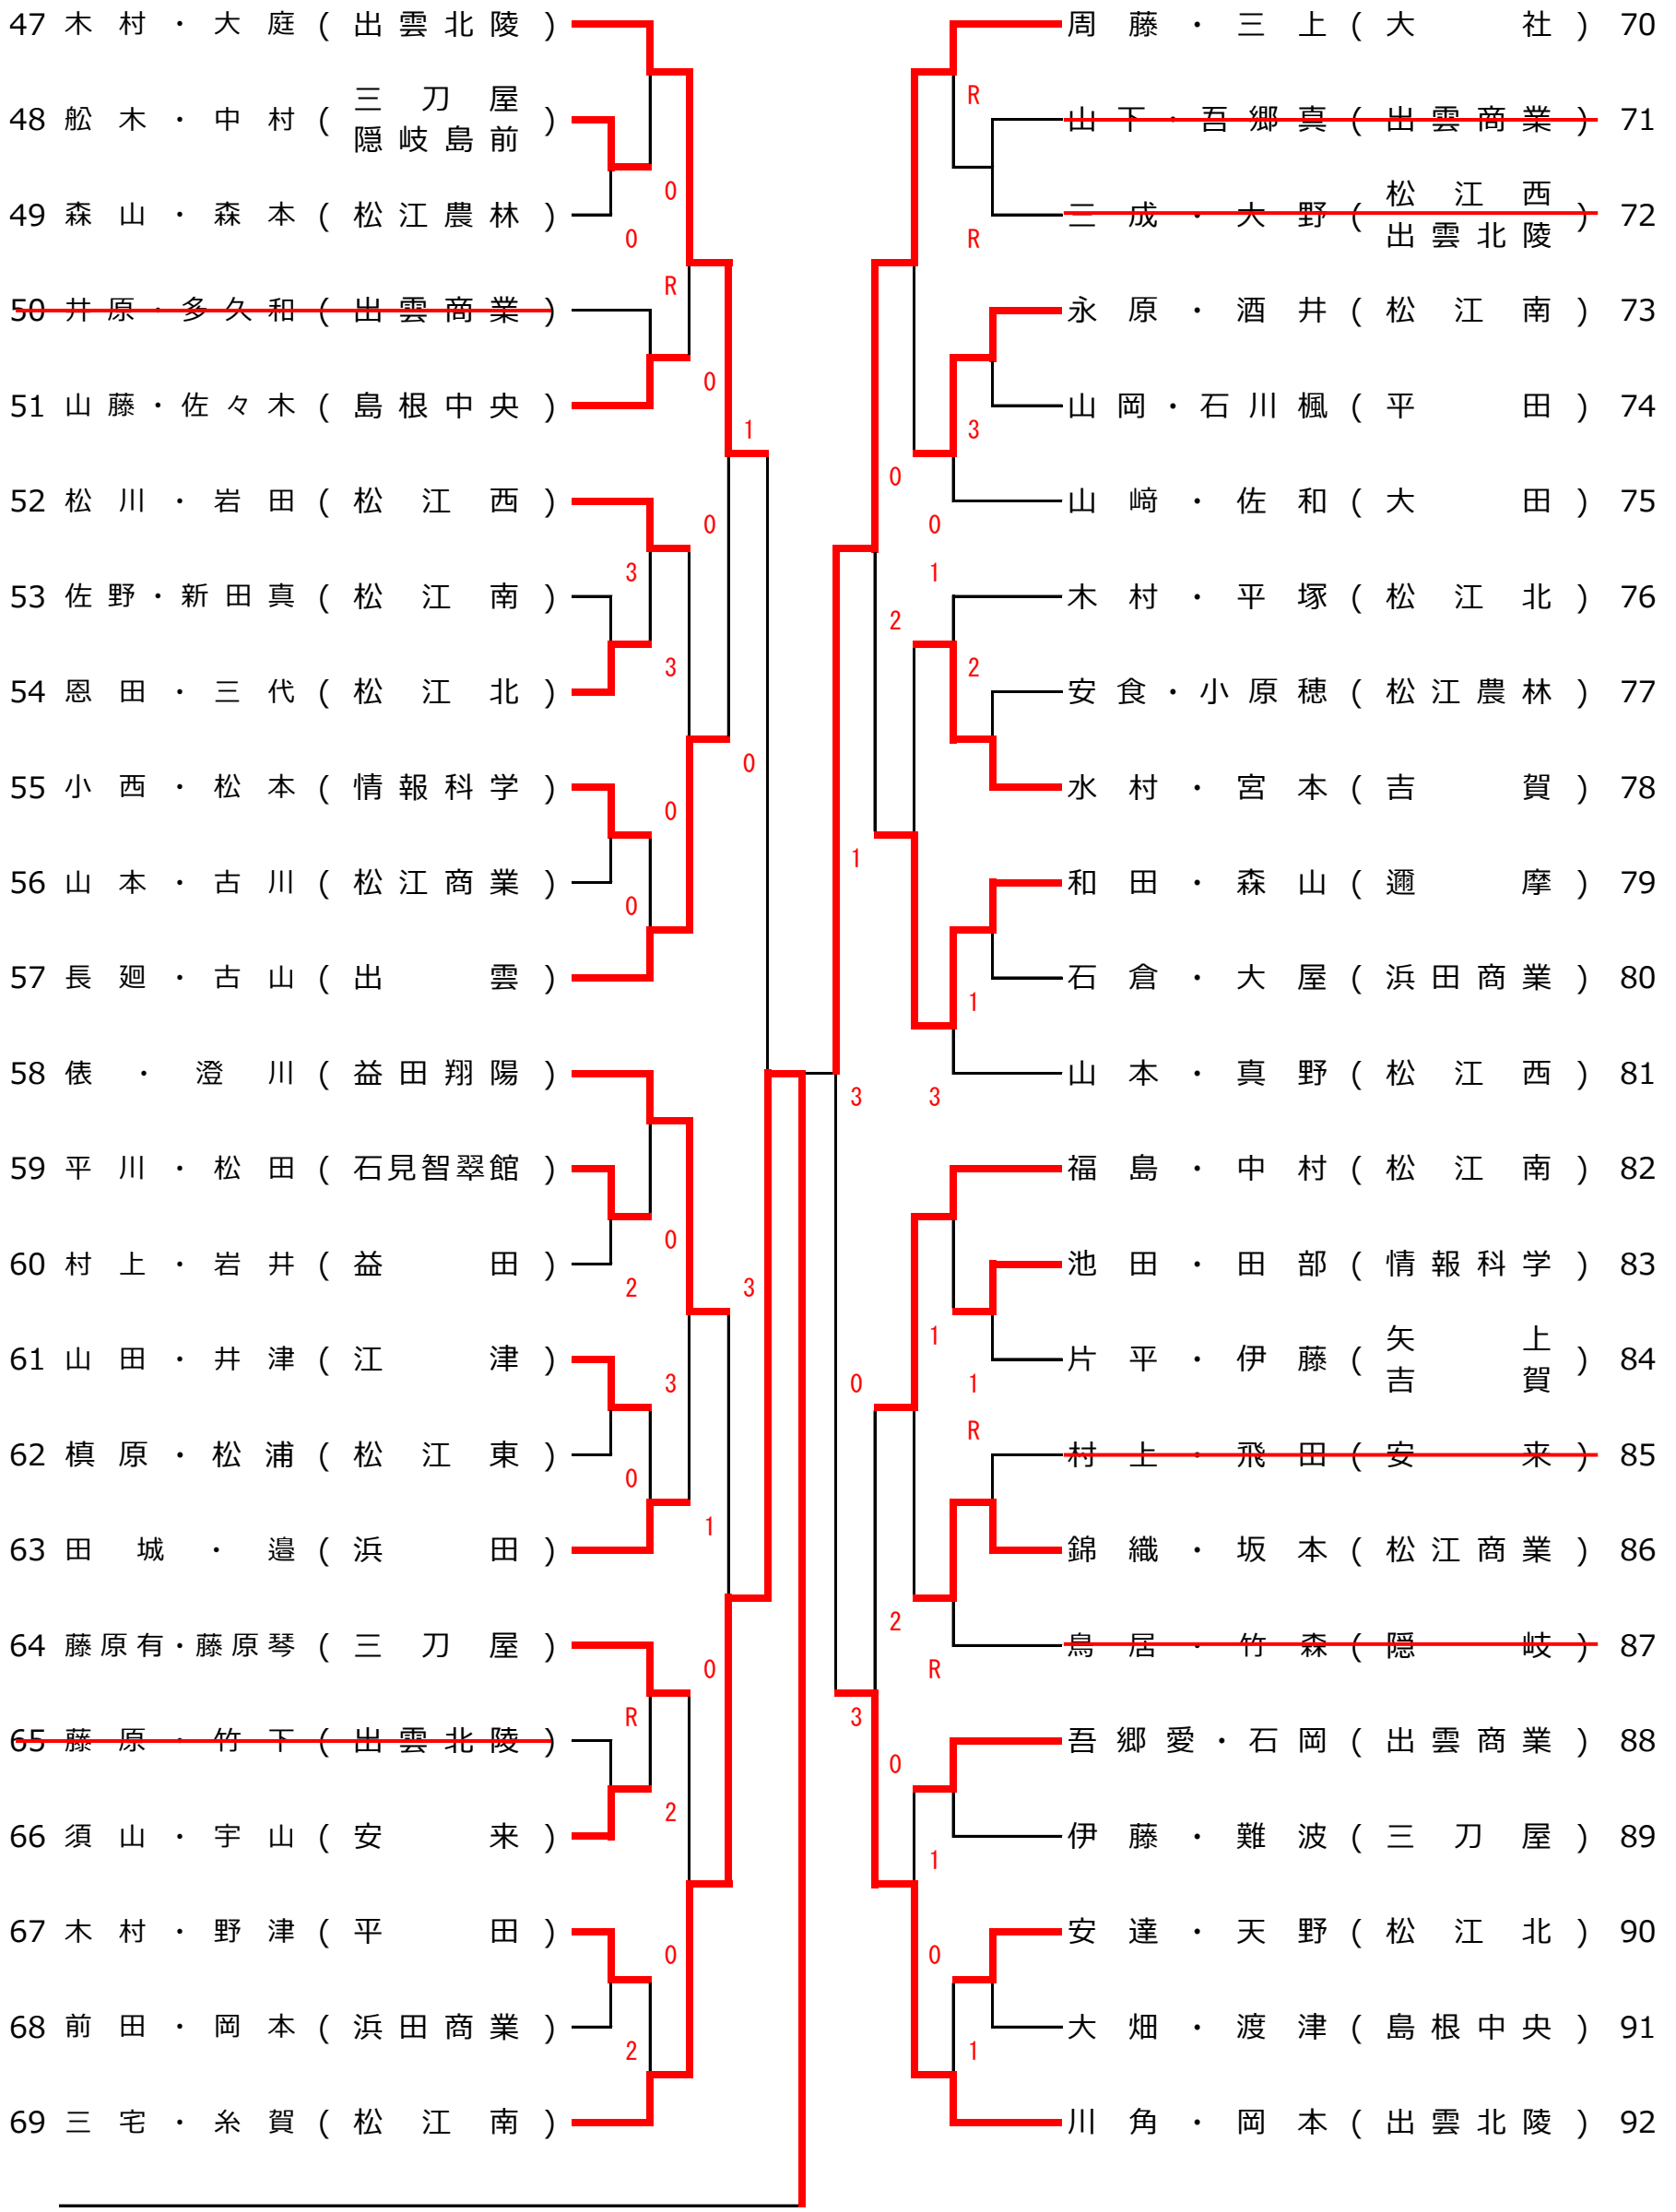 47 木村・大庭 ( 出雲北陵 )
48 舩木・中村 ( 三刀屋 隠岐島前 )
0
49 森山・森本 ( 松江農林 )
0
R
50 井原・多久和 ( 出雲商業 )
0
51 山藤・佐々木 ( 島根中央 )
1
52 松川・岩田 ( 松江西 )
0
3
53 佐野・新田真 ( 松江南 )
3
54 恩田・三代 ( 松江北 )
0
55 小西・松本 ( 情報科学 )
0
56 山本・古川 ( 松江商業 )
0
57 長廻・古山 ( 出雲 )
58 俵・澄川 ( 益田翔陽 )
59 平川・松田 ( 石見智翠館 )
0
60 村上・岩井 ( 益田 )
2
3
61 山田・井津 ( 江津 )
3
62 槙原・松浦 ( 松江東 )
0
1
63 田城・邉 ( 浜田 )
64 藤原有・藤原琴 ( 三刀屋 )
0
R
65 藤原・竹下 ( 出雲北陵 )
2
66 須山・宇山 ( 安来 )
67 木村・野津 ( 平田 )
0
68 前田・岡本 ( 浜田商業 )
2
69 三宅・糸賀 ( 松江南 )
周藤・三上 ( 大社 ) 70
R
山下・吾郷真 ( 出雲商業 ) 71
三成・大野 ( 松江西 出雲北陵 ) 72
R
永原・酒井 ( 松江南 ) 73
山岡・石川楓 ( 平田 ) 74
3
0
山﨑・佐和 ( 大田 ) 75
0
1
木村・平塚 ( 松江北 ) 76
2
2
安食・小原穂 ( 松江農林 ) 77
水村・宮本 ( 吉賀 ) 78
1
和田・森山 ( 邇摩 ) 79
石倉・大屋 ( 浜田商業 ) 80
1
山本・真野 ( 松江西 ) 81
3
3
福島・中村 ( 松江南 ) 82
池田・田部 ( 情報科学 ) 83
1
片平・伊藤 ( 矢上 吉賀 ) 84
0
1
R
村上・飛田 ( 安来 ) 85
錦織・坂本 ( 松江商業 ) 86
2
鳥居・竹森 ( 隠岐 ) 87
R
3
吾郷愛・石岡 ( 出雲商業 ) 88
0
伊藤・難波 ( 三刀屋 ) 89
1
安達・天野 ( 松江北 ) 90
0
大畑・渡津 ( 島根中央 ) 91
1
川角・岡本 ( 出雲北陵 ) 92